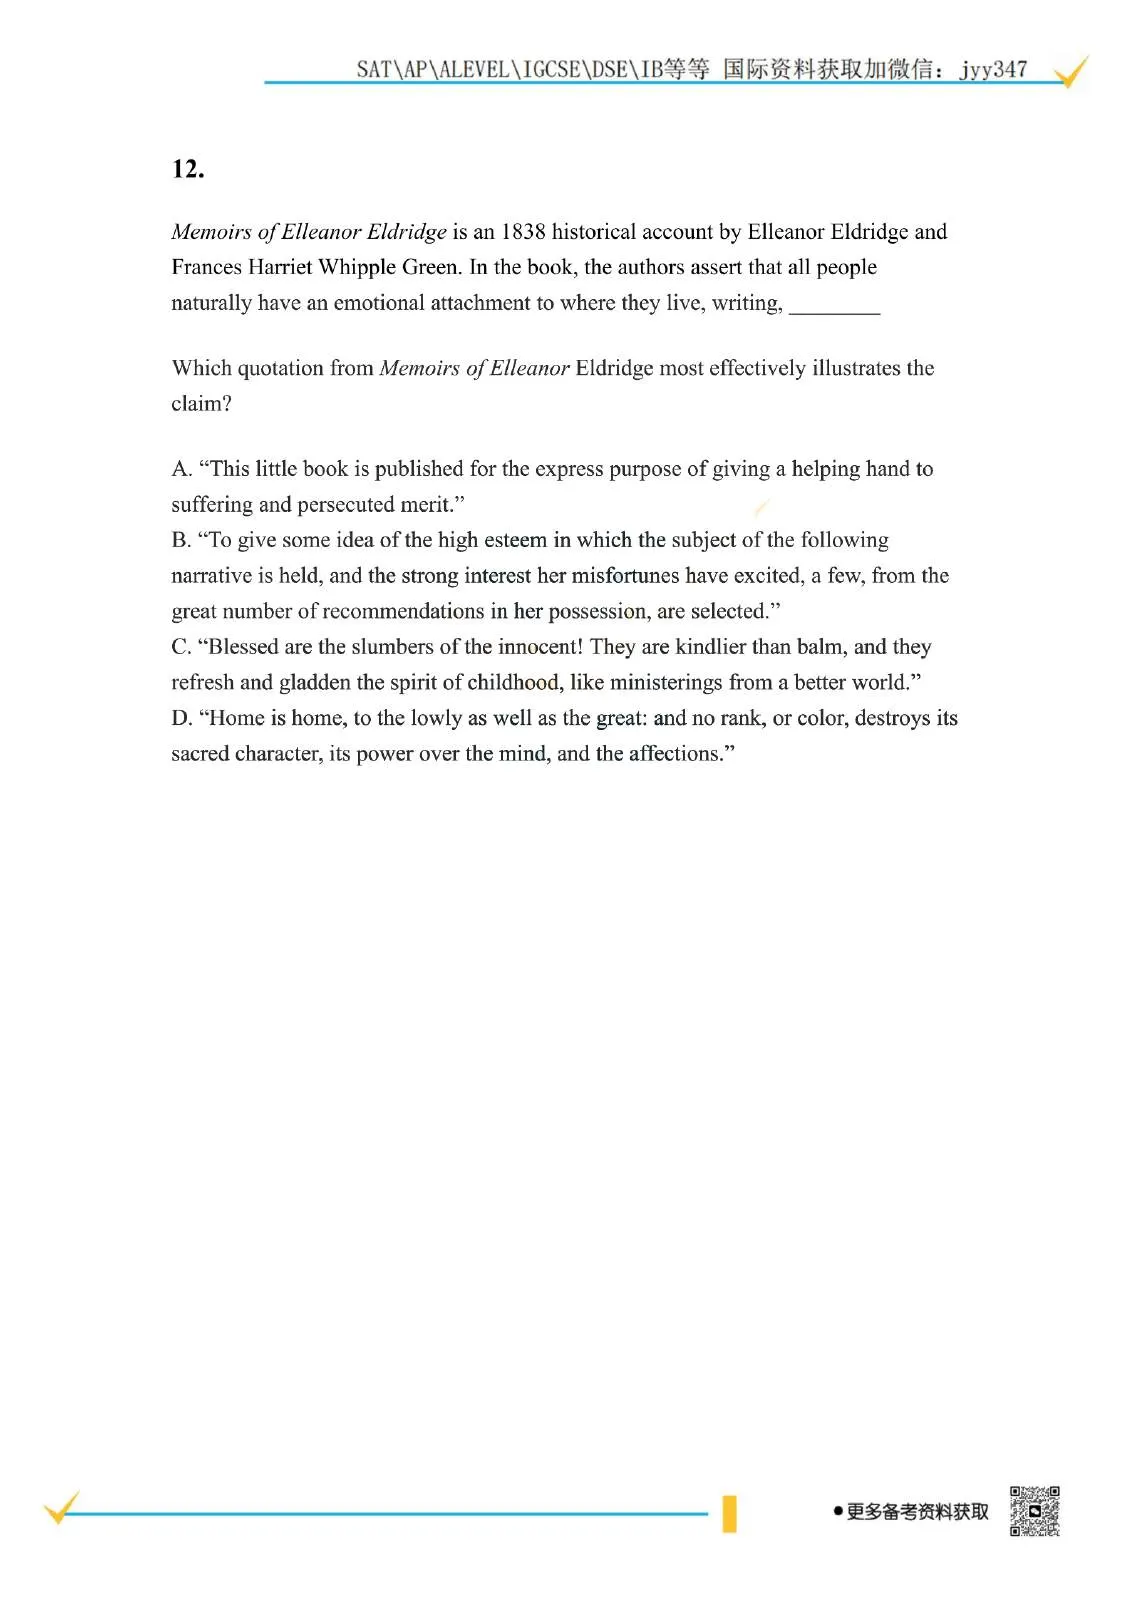 SAT\AP\ALEVEL\IGCSE\DSE\IB等等 国际资料获取加微信：jyy347
12.
Memoirs of Elleanor Eldridge is an 1838 historical account by Elleanor Eldridge and
Frances Harriet Whipple Green. In the book, the authors assert that all people
naturally have an emotional attachment to where they live, writing, ________
Which quotation from Memoirs of Elleanor Eldridge most effectively illustrates the
claim?
A. “This little book is published for the express purpose of giving a helping hand to
suffering and persecuted merit.”
B. “To give some idea of the high esteem in which the subject of the following
narrative is held, and the strong interest her misfortunes have excited, a few, from the
great number of recommendations in her possession, are selected.”
C. “Blessed are the slumbers of the innocent! They are kindlier than balm, and they
refresh and gladden the spirit of childhood, like ministerings from a better world.”
D. “Home is home, to the lowly as well as the great: and no rank, or color, destroys its
sacred character, its power over the mind, and the affections.”
●更多备考资料获取